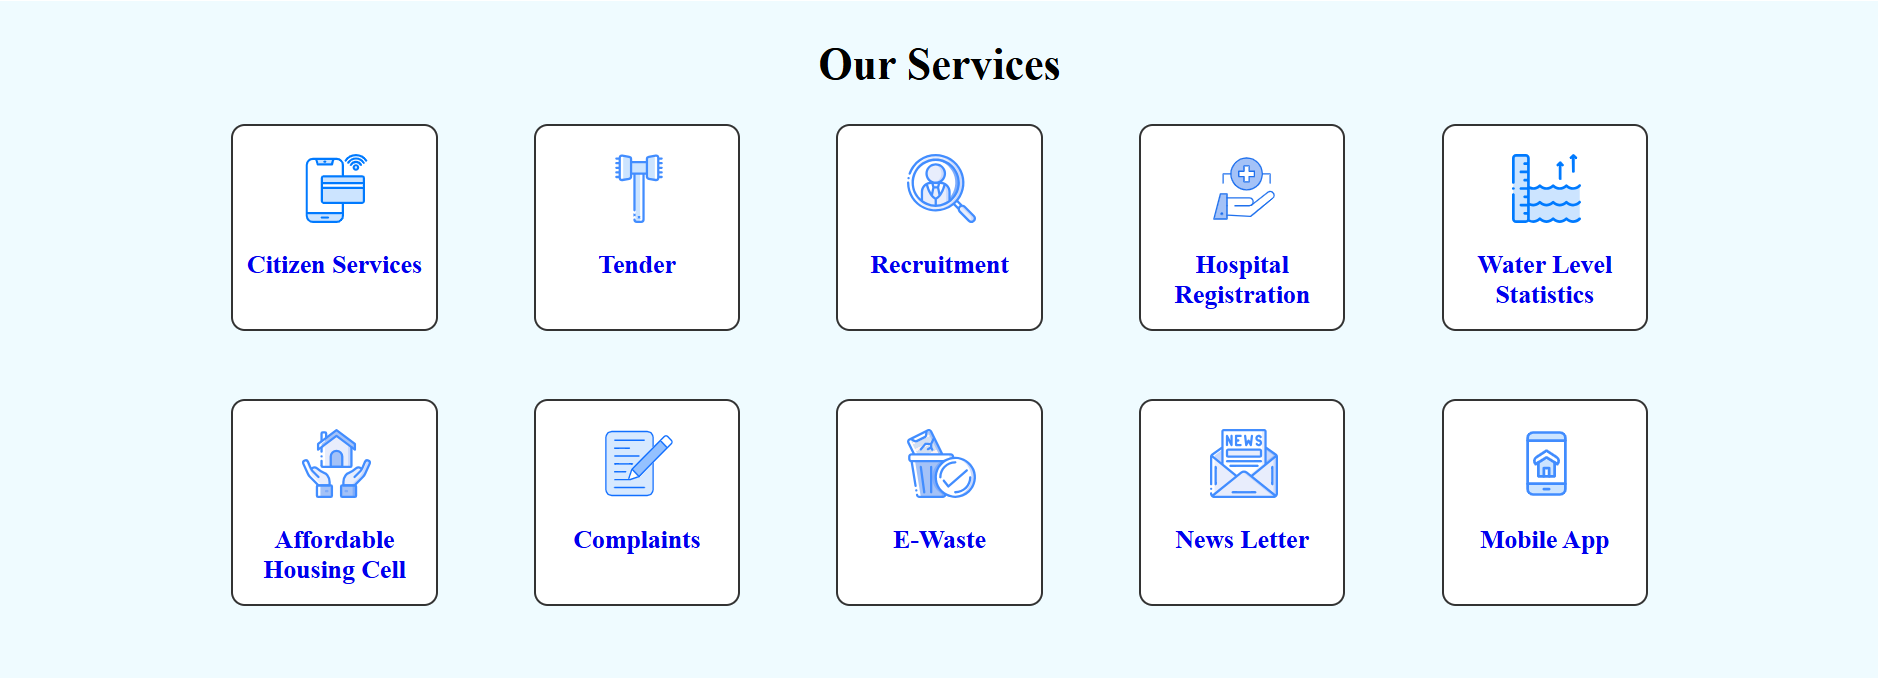 Our Services
Citizen Services
Tender
Recruitment
Hospital
Registration
Water Level
Statistics
Affordable
Housing Cell
Complaints
E-Waste
NEWS
News Letter
Mobile App